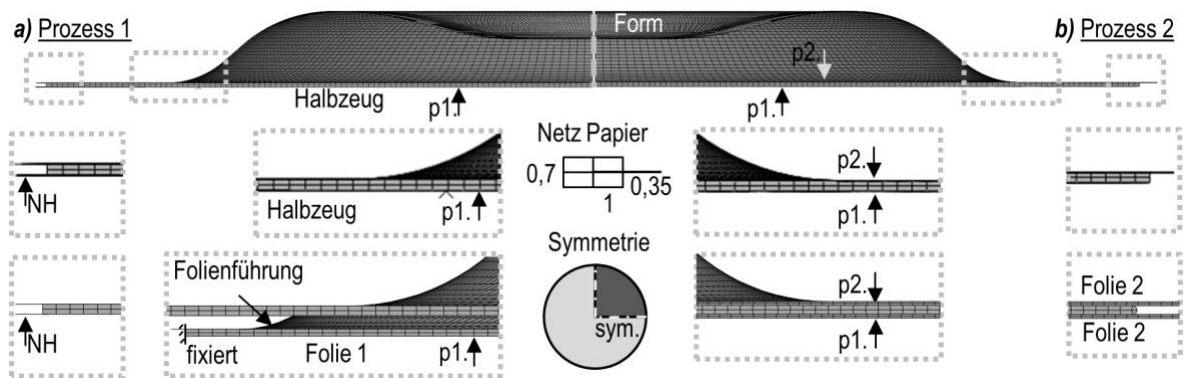 a) Prozess 1
Form
b) Prozess 2
p2.
Halbzeug
p1.
p1.
NH
Halbzeug
p1.
Netz Papier
0,7
0,35
1
p2.
p1.
NH
Folienführung
fixiert
Folie 1
p1.
Symmetrie
sym.
p2.
p1.
Folie 2
Folie 2